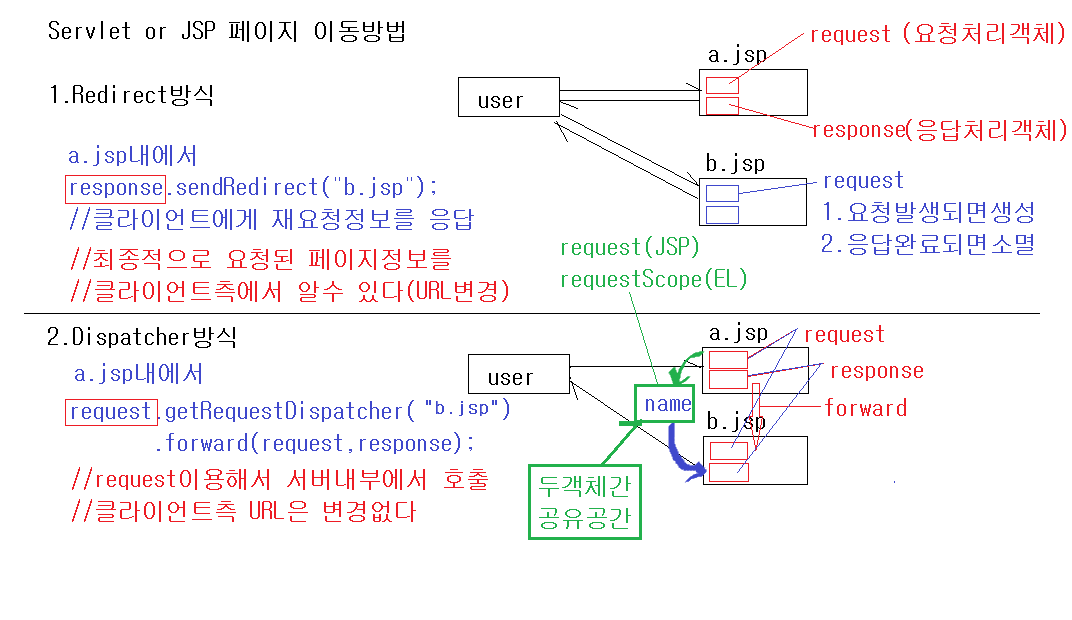 Servlet or JSP 페이지 이동방법
request (요청처리객체)
a.jsp
1.Redirect방식
user
response(응답처리객체)
a.jsp내에서
b.jsp
response.sendRedirect("b.jsp");
request
//클라이언트에게 재요청정보를 응답
1.요청발생되면생성
2.응답완료되면소멸
//최종적으로 요청된 페이지정보를
//클라이언트측에서 알수 있다(URL변경)
request(JSP)
requestScope(EL)
2.Dispatcher방식
a.jsp
request
a.jsp내에서
user
response
request.getRequestDispatcher("b.jsp")
name
forward
.forward(request,response);
b.jsp
//request이용해서 서버내부에서 호출
//클라이언트측 URL은 변경없다
두객체간
공유공간